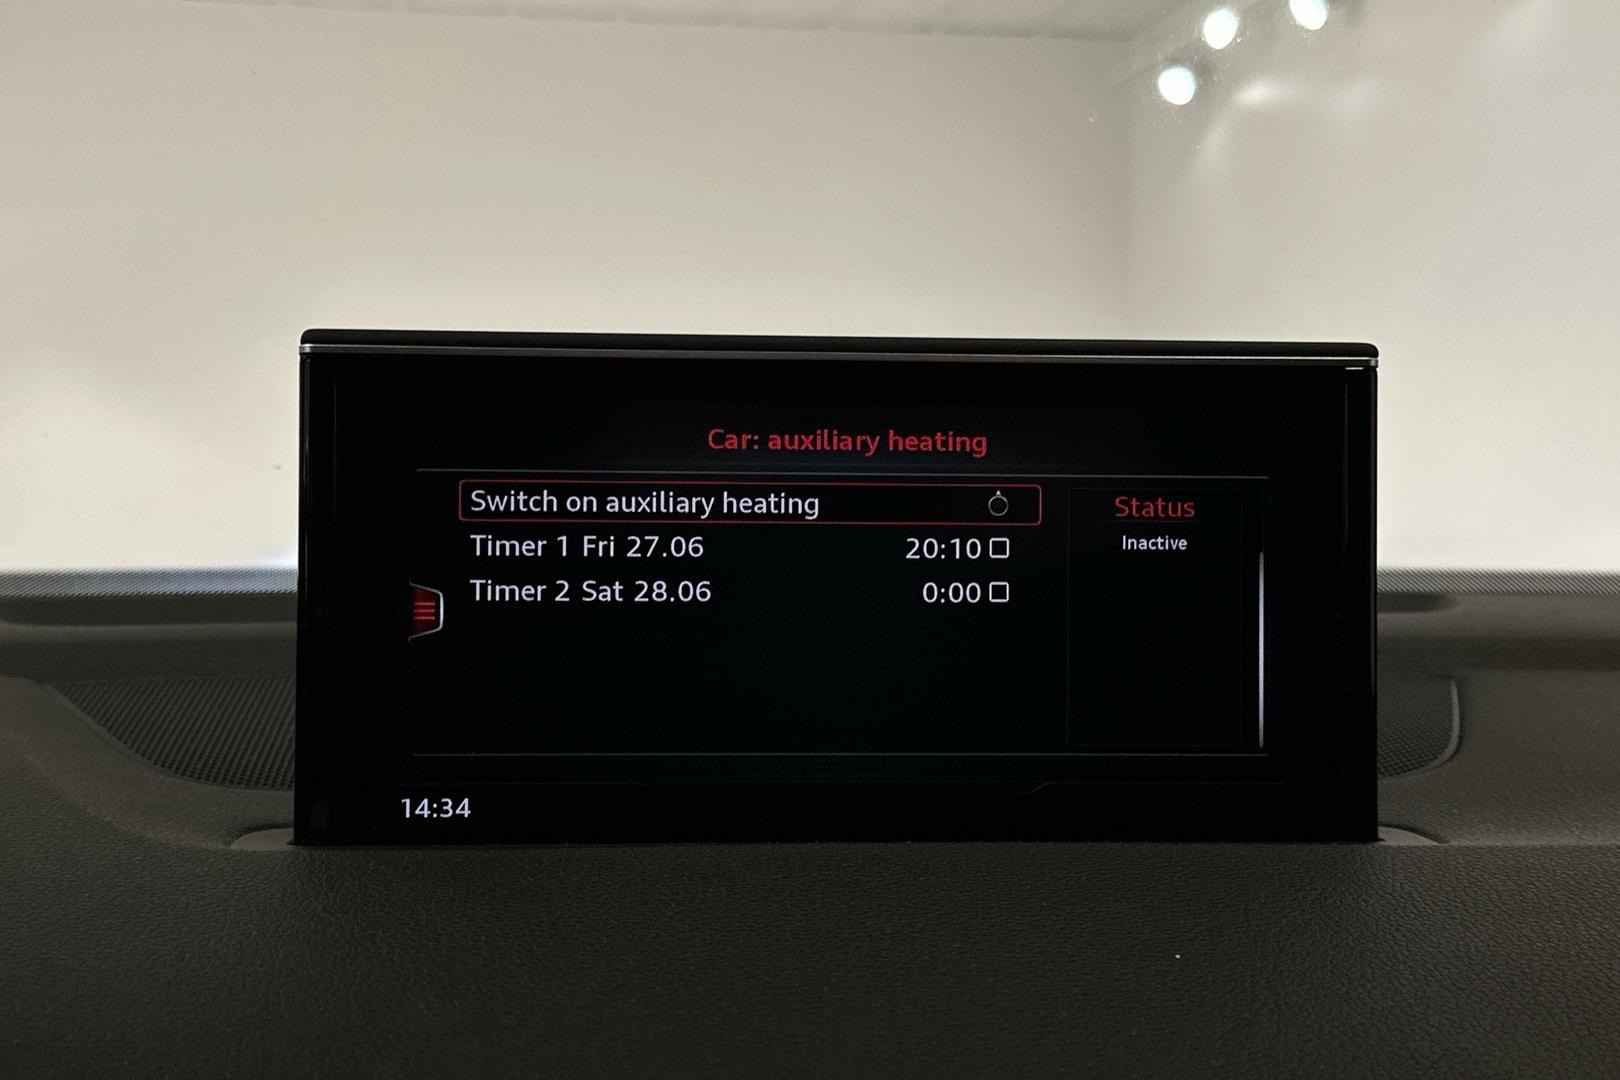 Car: auxiliary heating
Switch on auxiliary heating
Status
Timer 1 Fri 27.06 20:10
Inactive
Timer 2 Sat 28.06 0:00
14:34